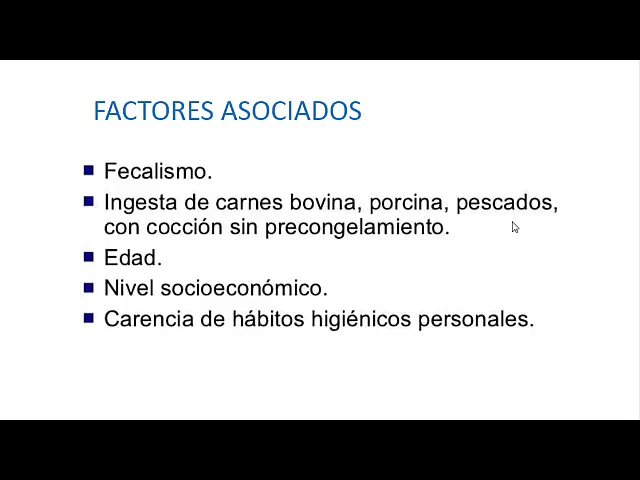 FACTORES ASOCIADOS
Fecalismo.
Ingesta de carnes bovina, porcina, pescados,
con cocción sin precongelamiento.
Edad.
Nivel socioeconómico.
Carencia de hábitos higiénicos personales.